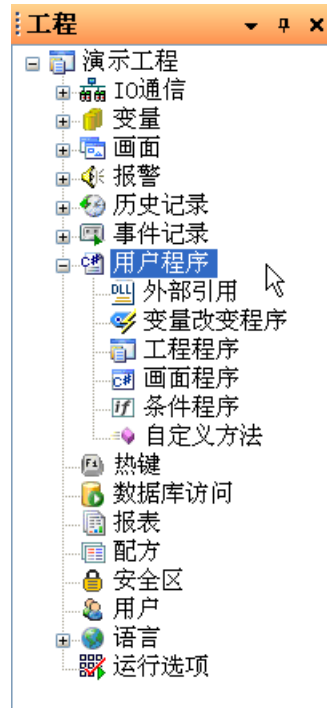 工程
演示工程
IO通信
变量
画面
报警
历史记录
事件记录
C# 用户程序
DLL 外部引用
变量改变程序
工程程序
C# 画面程序
if 条件程序
自定义方法
F1 热键
数据库访问
报表
配方
安全区
用户
语言
运行选项